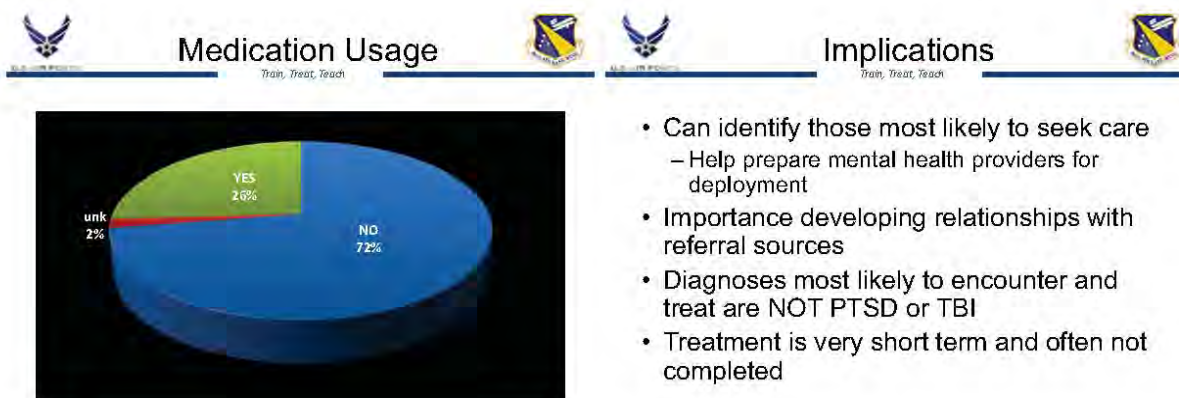 Medication Usage
Train, Treat, Teach
YES
26%
unk
2%
NO
72%
Implications
Train, Treat, Teach
• Can identify those most likely to seek care
– Help prepare mental health providers for
deployment
• Importance developing relationships with
referral sources
• Diagnoses most likely to encounter and
treat are NOT PTSD or TBI
• Treatment is very short term and often not
completed